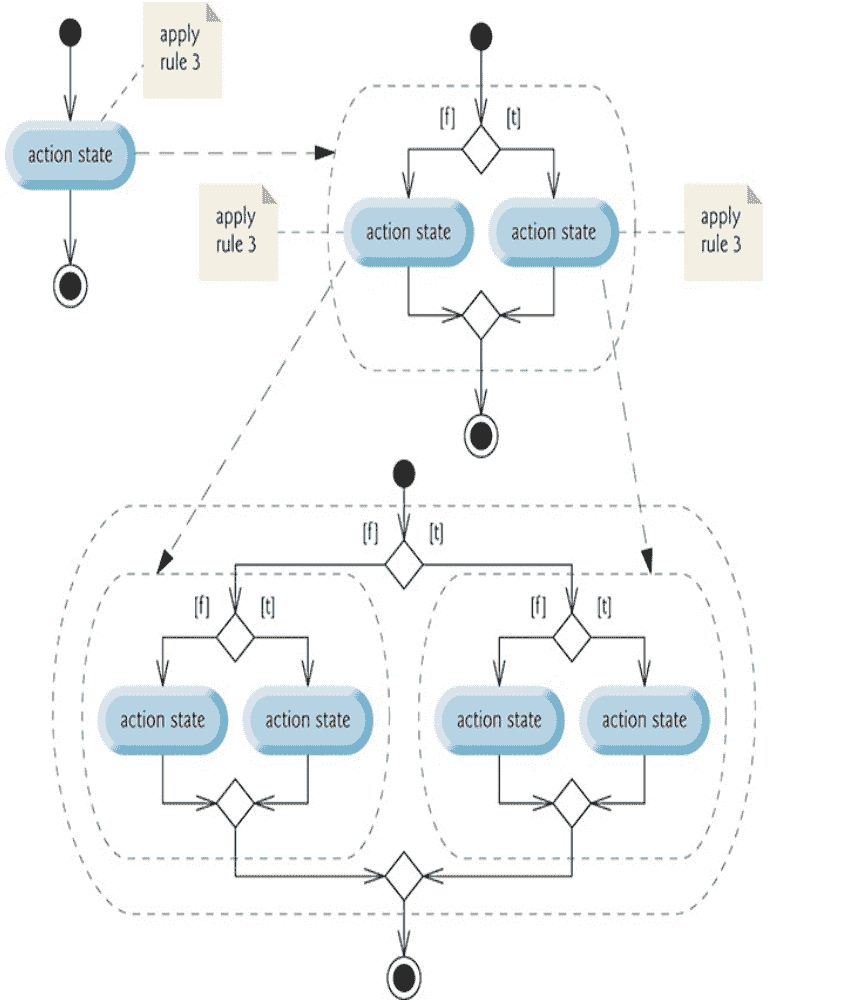 apply
rule 3
action state
[f]
[t]
apply
rule 3
action state
action state
apply
rule 3
[f]
[t]
[f]
[t]
[f]
[t]
action state
action state
action state
action state